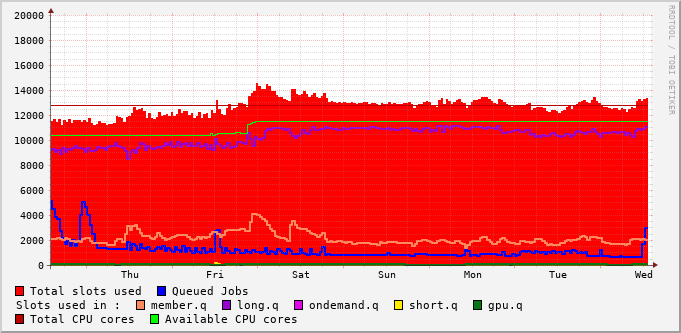 20000
18000
16000
14000
12000
10000
8000
6000
4000
2000
0
Thu Fri Sat Sun Mon Tue Wed
RRDTOOL / TOBI OETIKER
Total slots used Queued Jobs
Slots used in : member.q long.q ondemand.q short.q gpu.q
Total CPU cores Available CPU cores